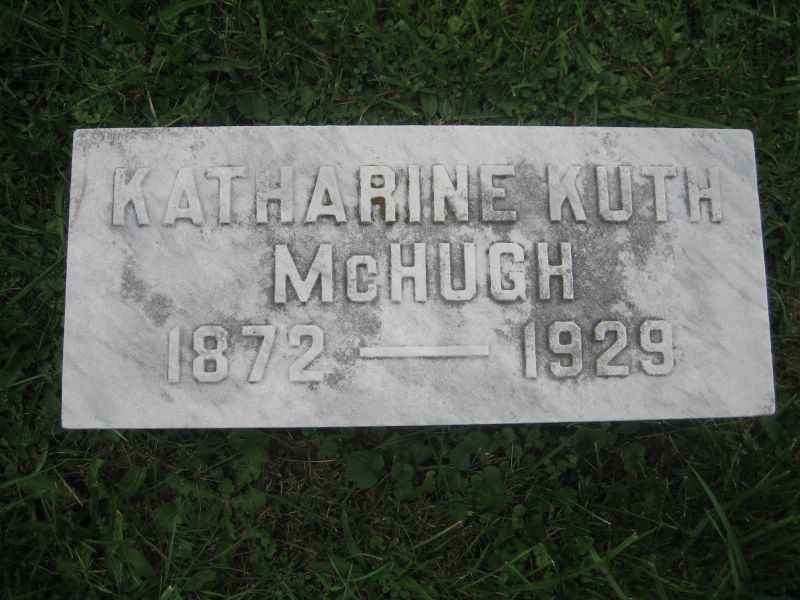 KATHARINE KUTH
McHUGH
1872 — 1929